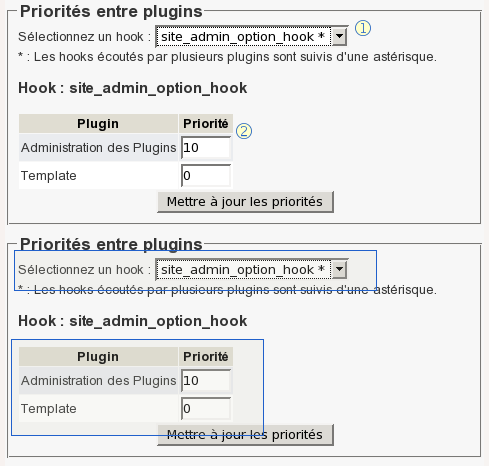 Priorités entre plugins
Sélectionnez un hook : site_admin_option_hook * 1
* : Les hooks écoutés par plusieurs plugins sont suivis d'une astérisque.
Hook : site_admin_option_hook
Plugin Priorité 2
Administration des Plugins 10
Template 0
Mettre à jour les priorités
Priorités entre plugins
Sélectionnez un hook : site_admin_option_hook *
* : Les hooks écoutés par plusieurs plugins sont suivis d'une astérisque.
Hook : site_admin_option_hook
Plugin Priorité
Administration des Plugins 10
Template 0
Mettre à jour les priorités